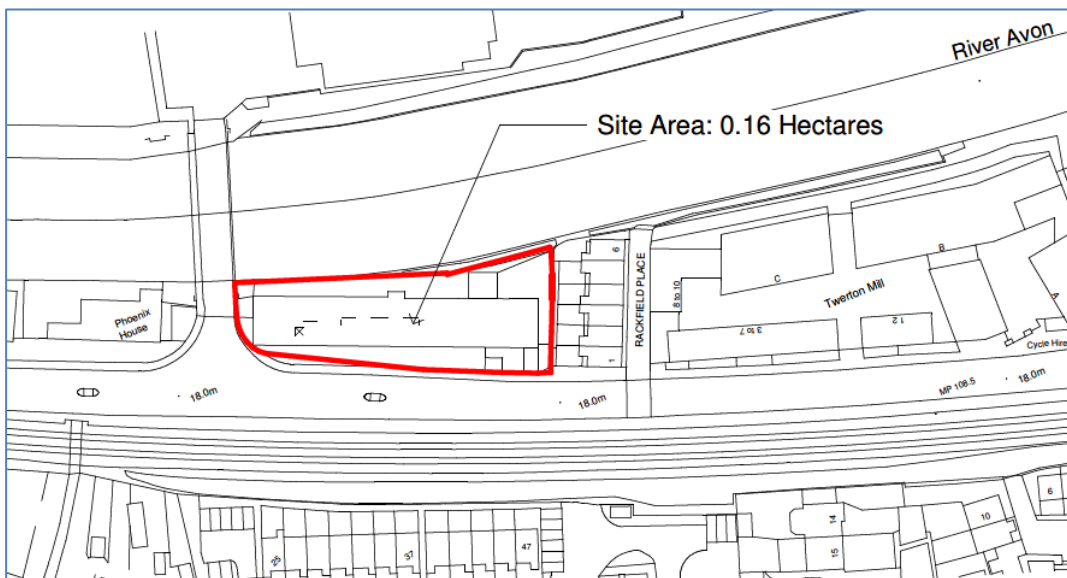 River Avon
Site Area: 0.16 Hectares
6
RACKFIELD PLACE
1
8 to 10
C
B
A
Twerton Mill
3 to 7
1 2
Cycle Hire
Phoenix
House
18.0m
18.0m
MP 108.5
18.0m
25
37
47
14
15
10
6